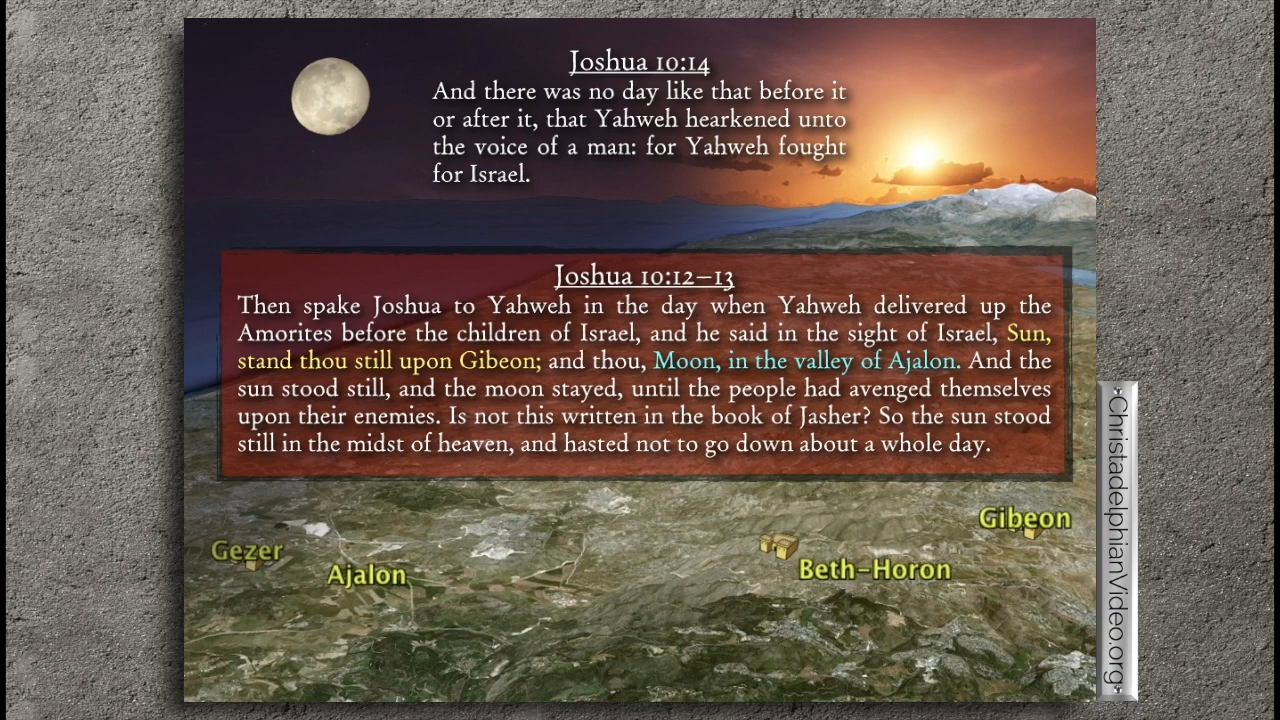 Joshua 10:14
And there was no day like that before it
or after it, that Yahweh hearkened unto
the voice of a man: for Yahweh fought
for Israel.
Joshua 10:12–13
Then spake Joshua to Yahweh in the day when Yahweh delivered up the
Amorites before the children of Israel, and he said in the sight of Israel, Sun,
stand thou still upon Gibeon; and thou, Moon, in the valley of Ajalon. And the
sun stood still, and the moon stayed, until the people had avenged themselves
upon their enemies. Is not this written in the book of Jasher? So the sun stood
still in the midst of heaven, and hasted not to go down about a whole day.
Gibeon
Gezer
Ajalon
Beth-Horon
ChristadelphianVideo.org